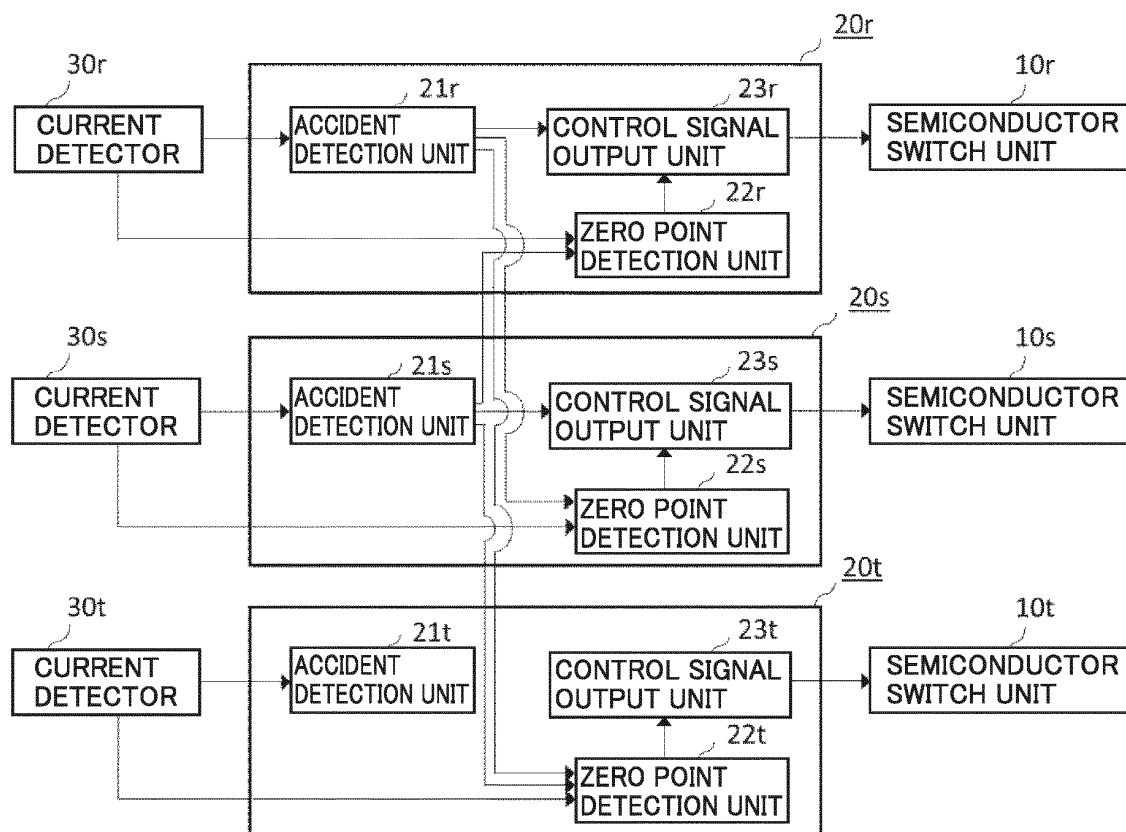 20r
30r
21r
23r
10r
CURRENT
DETECTOR
ACCIDENT
DETECTION UNIT
CONTROL SIGNAL
OUTPUT UNIT
SEMICONDUCTOR
SWITCH UNIT
22r
ZERO POINT
DETECTION UNIT
20s
30s
21s
23s
10s
CURRENT
DETECTOR
ACCIDENT
DETECTION UNIT
CONTROL SIGNAL
OUTPUT UNIT
SEMICONDUCTOR
SWITCH UNIT
22s
ZERO POINT
DETECTION UNIT
20t
30t
21t
23t
10t
CURRENT
DETECTOR
ACCIDENT
DETECTION UNIT
CONTROL SIGNAL
OUTPUT UNIT
SEMICONDUCTOR
SWITCH UNIT
22t
ZERO POINT
DETECTION UNIT